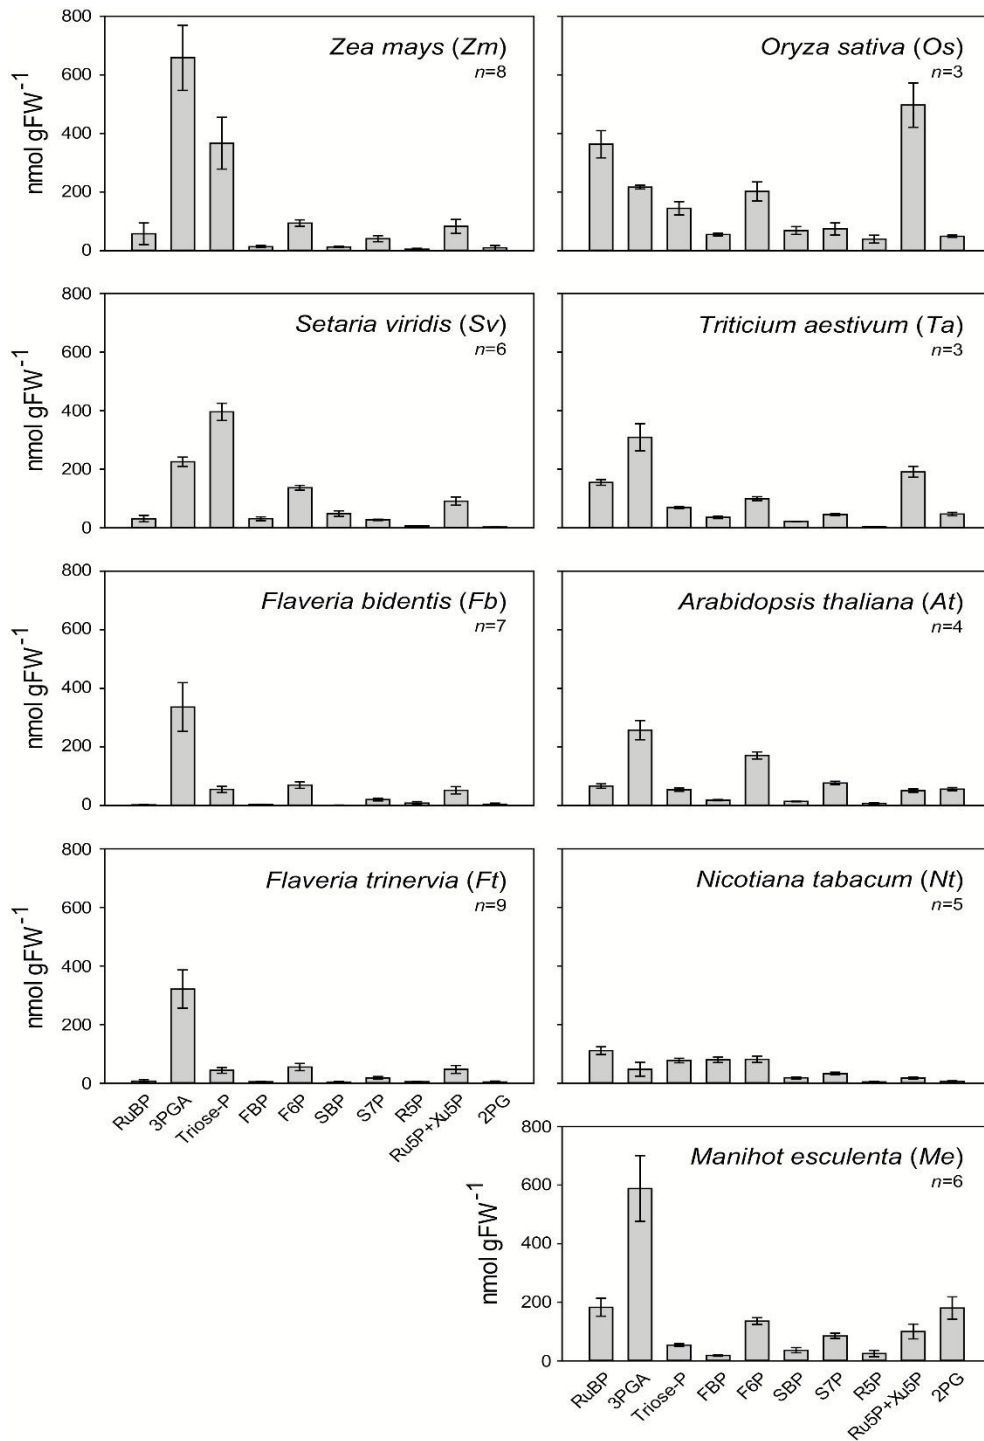 Zea mays (Zm)
n=8
800
600
400
200
0
nmol gFW-1
Oryza sativa (Os)
n=3
Setaria viridis (Sv)
n=6
800
600
400
200
0
nmol gFW-1
Triticium aestivum (Ta)
n=3
Flaveria bidentis (Fb)
n=7
800
600
400
200
0
nmol gFW-1
Arabidopsis thaliana (At)
n=4
Flaveria trinervia (Ft)
n=9
800
600
400
200
0
nmol gFW-1
RuBP
3PGA
Triose-P
FBP
F6P
SBP
S7P
R5P
Ru5P+Xu5P
2PG
Nicotiana tabacum (Nt)
n=5
Manihot esculenta (Me)
n=6
800
600
400
200
0
nmol gFW-1
RuBP
3PGA
Triose-P
FBP
F6P
SBP
S7P
R5P
Ru5P+Xu5P
2PG